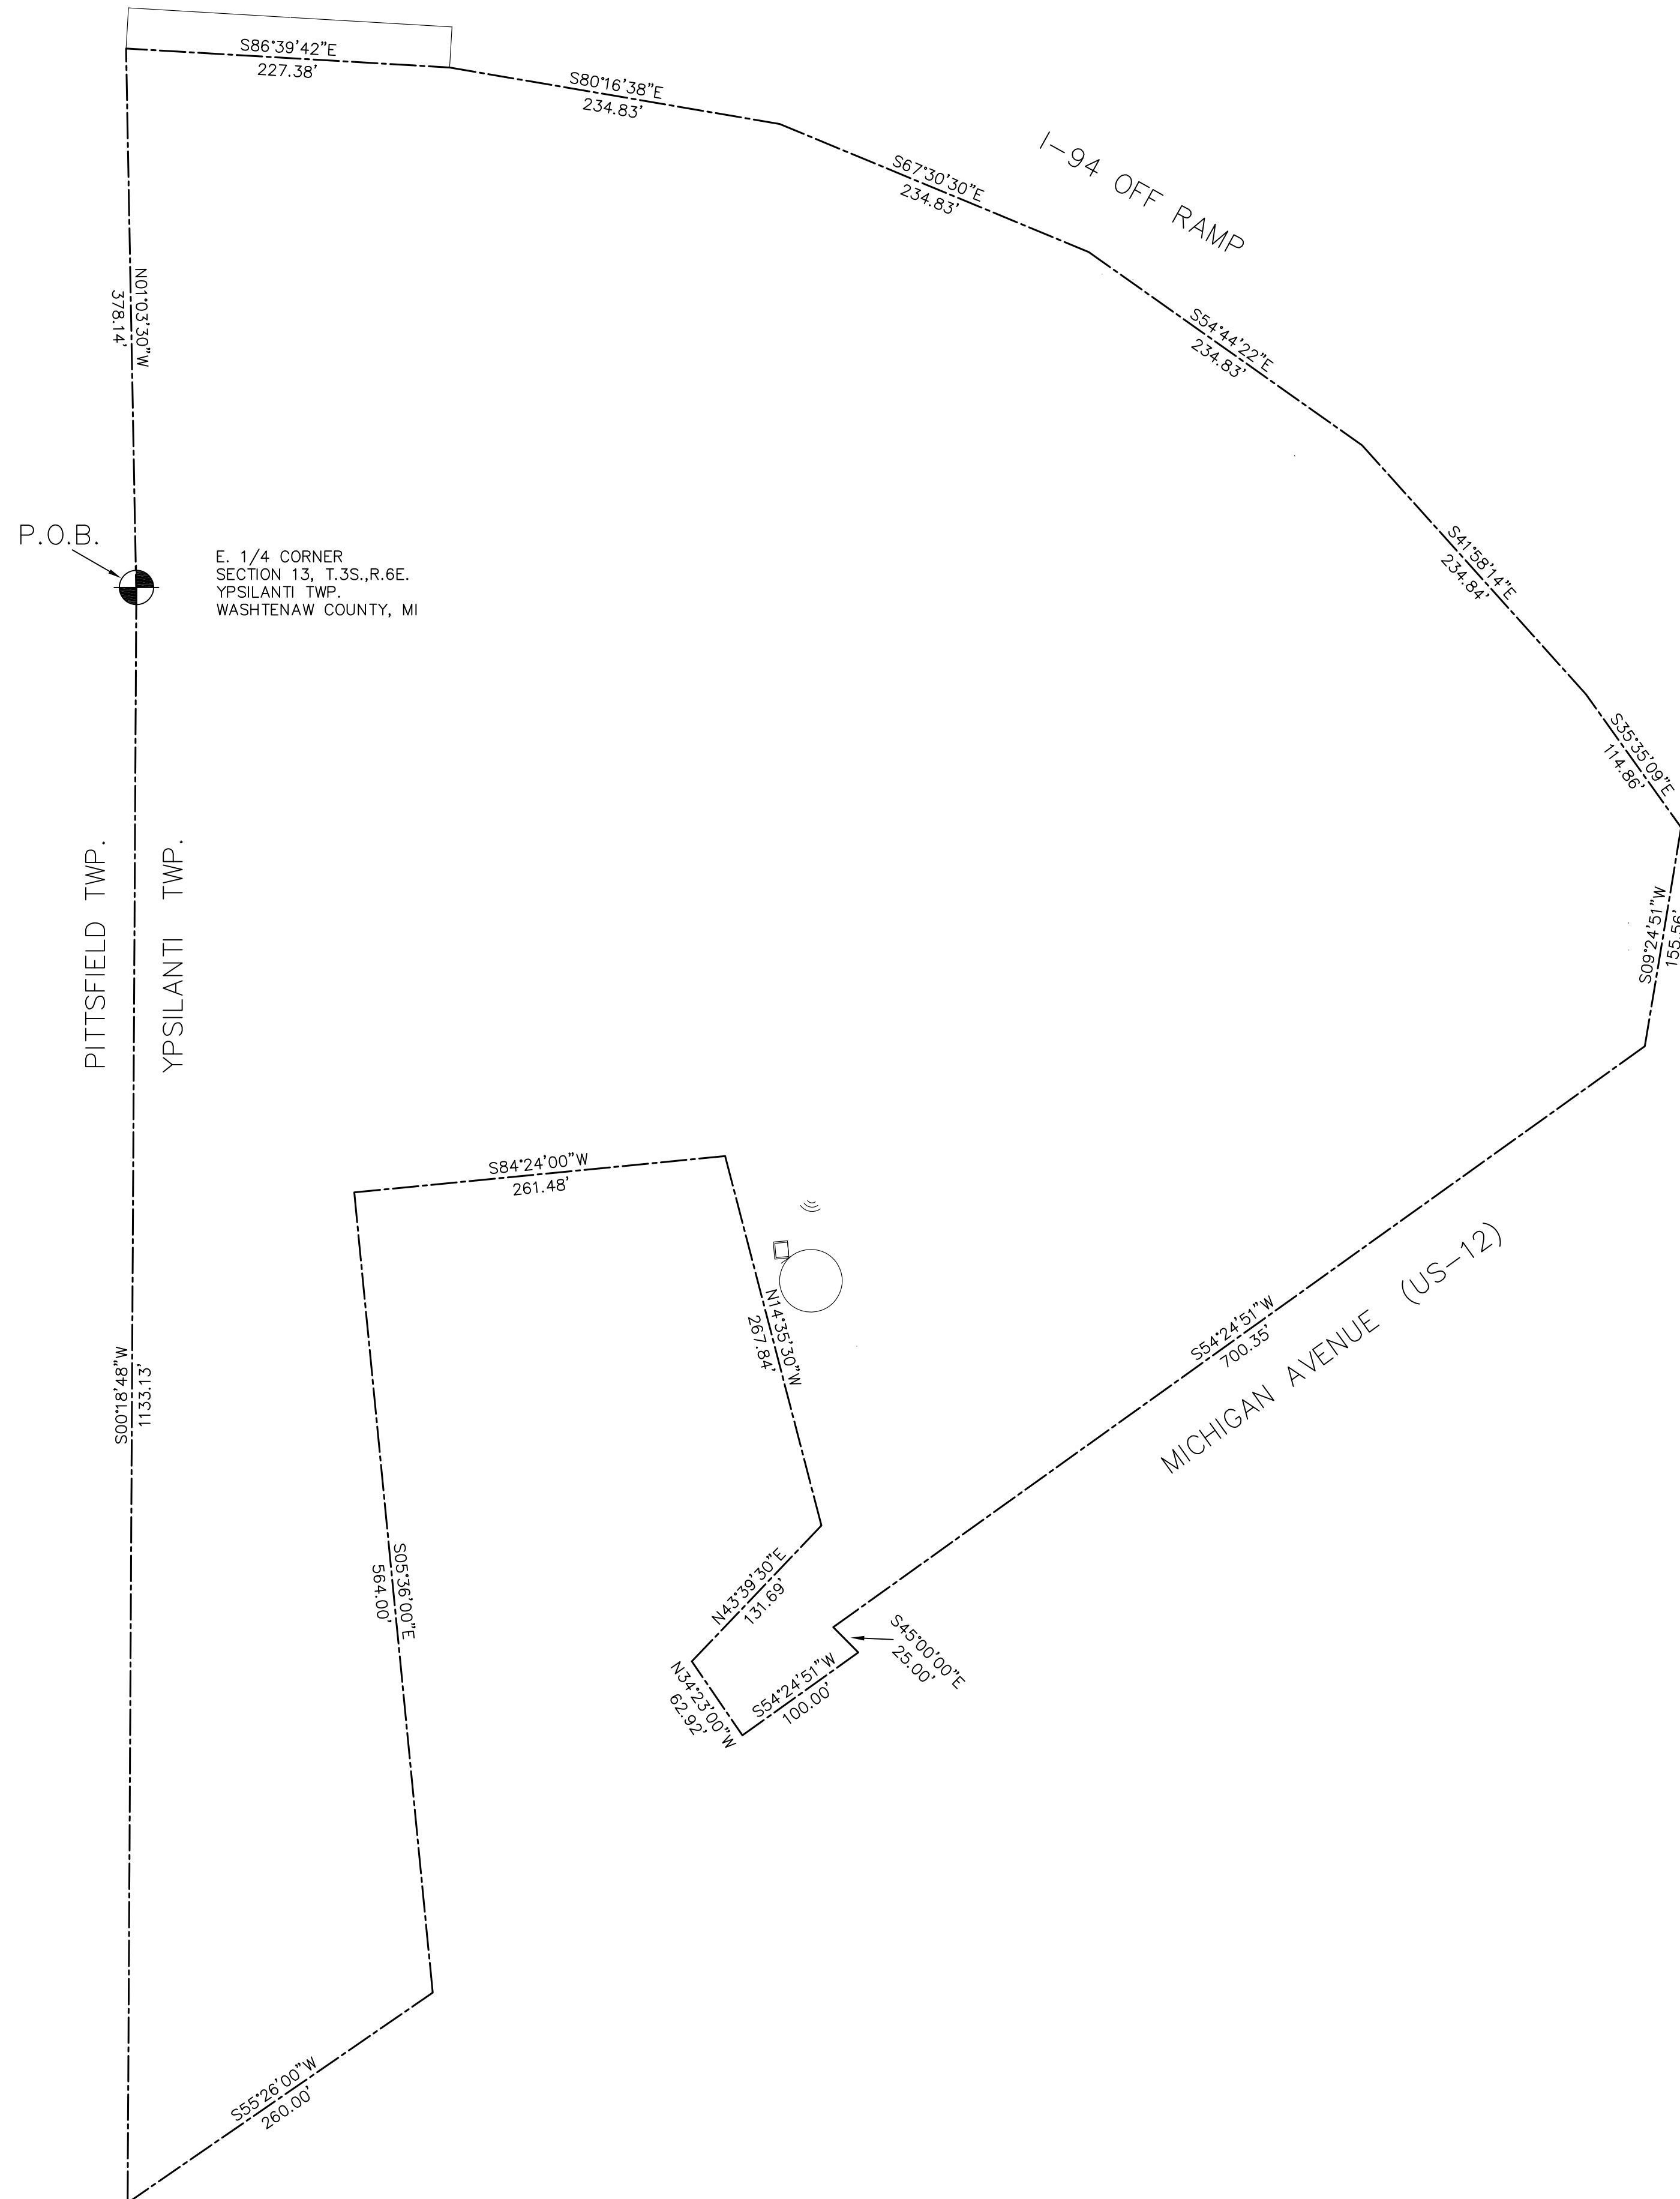 S86°39'42"E
227.38'
S80°16'38"E
234.83'
S67°30'30"E
234.83'
I-94 OFF RAMP
S54°44'22"E
234.83'
N01°03'30"W
378.14'
S41°58'14"E
234.84'
P.O.B.
E. 1/4 CORNER
SECTION 13, T.3S.,R.6E.
YPSILANTI TWP.
WASHTENAW COUNTY, MI
S35°35'09"E
114.86'
PITTSFIELD TWP.
YPSILANTI TWP.
S09°24'51"W
155.56'
S84°24'00"W
261.48'
N14°35'30"W
267.84'
S54°24'51"W
700.35'
MICHIGAN AVENUE (US-12)
S00°18'48"W
1133.13'
S05°36'00"E
564.00'
N43°39'30"E
131.69'
S45°00'00"E
25.00'
N34°23'00"W
62.92'
S54°24'51"W
100.00'
S55°26'00"W
260.00'